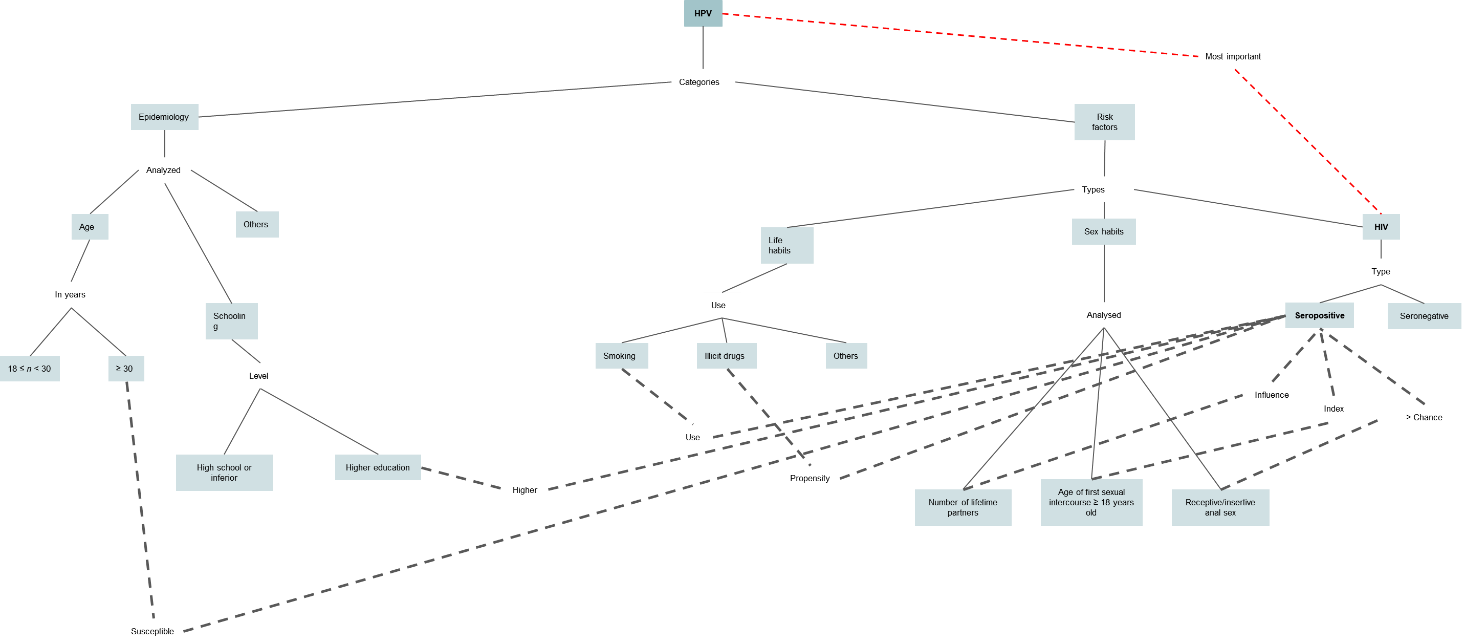 HPV
Most important
Categories
Epidemiology
Risk
factors
Analyzed
Types
Age
Others
Life
habits
Sex habits
HIV
Type
In years
Schoolin
g
Use
Analysed
Seropositive
Seronegative
18 ≤ n < 30
≥ 30
Level
Smoking
Illicit drugs
Others
Influence
Index
> Chance
Use
High school or
inferior
Higher education
Higher
Propensity
Number of lifetime
partners
Age of first sexual
intercourse ≥ 18 years
old
Receptive/insertive
anal sex
Susceptible